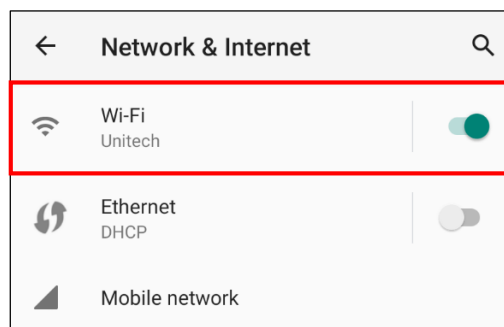 Network & Internet
Wi-Fi
Unitech
Ethernet
DHCP
Mobile network